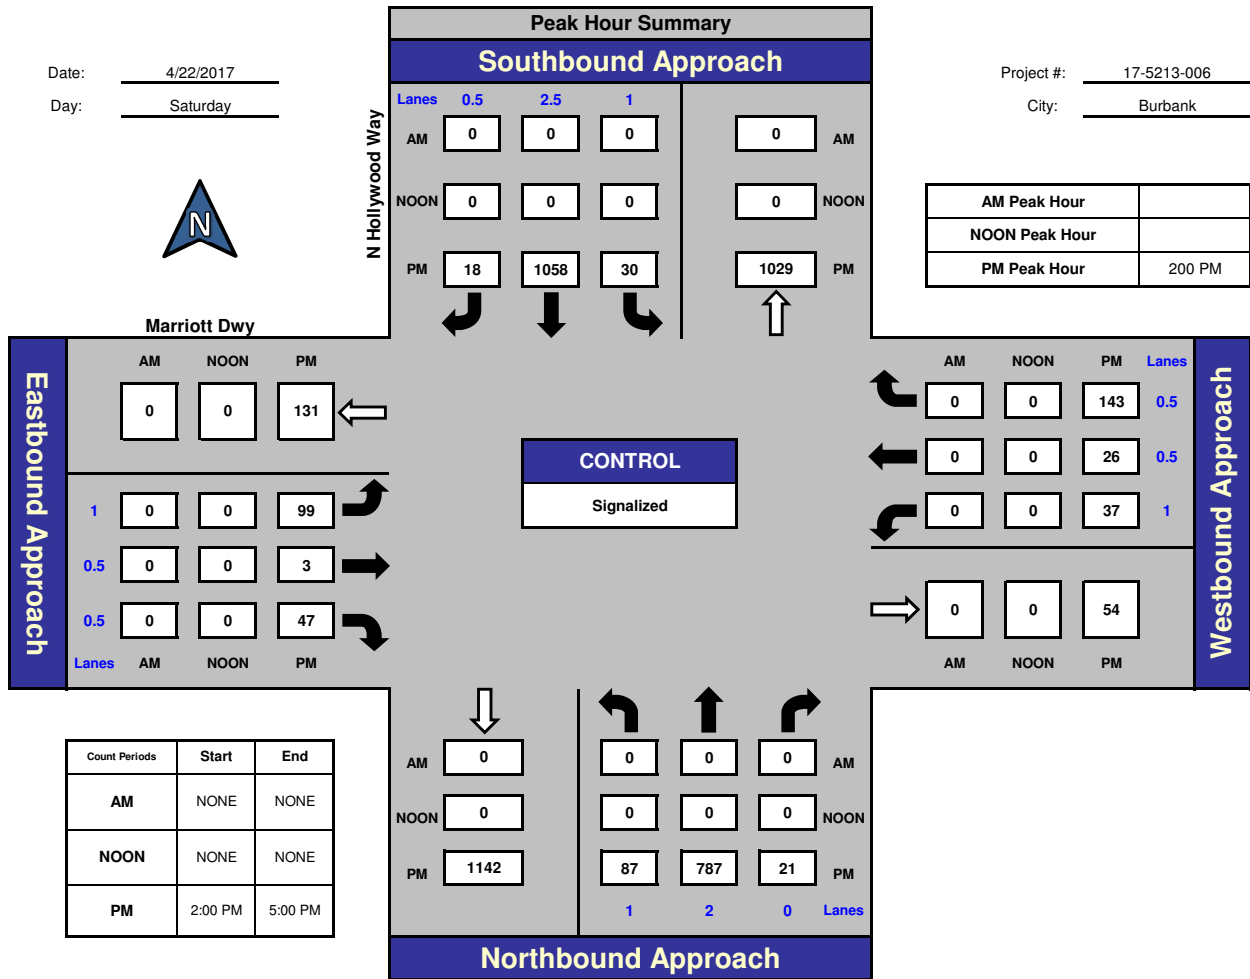 Peak Hour Summary
Southbound Approach
Date: 4/22/2017
Day: Saturday
Project #: 17-5213-006
City: Burbank
N
N Hollywood Way
Lanes 0.5 2.5 1
AM 0 0 0 0 AM
NOON 0 0 0 0 NOON
PM 18 1058 30 1029 PM
AM Peak Hour
NOON Peak Hour
PM Peak Hour 200 PM
Marriott Dwy
Eastbound Approach
AM NOON PM
0 0 131
1 0 0 99
0.5 0 0 3
0.5 0 0 47
Lanes AM NOON PM
CONTROL
Signalized
AM NOON PM Lanes
0 0 143 0.5
0 0 26 0.5
0 0 37 1
0 0 54
AM NOON PM
Westbound Approach
Count Periods Start End
AM NONE NONE
NOON NONE NONE
PM 2:00 PM 5:00 PM
AM 0 0 0 0 AM
NOON 0 0 0 0 NOON
PM 1142 87 787 21 PM
1 2 0 Lanes
Northbound Approach